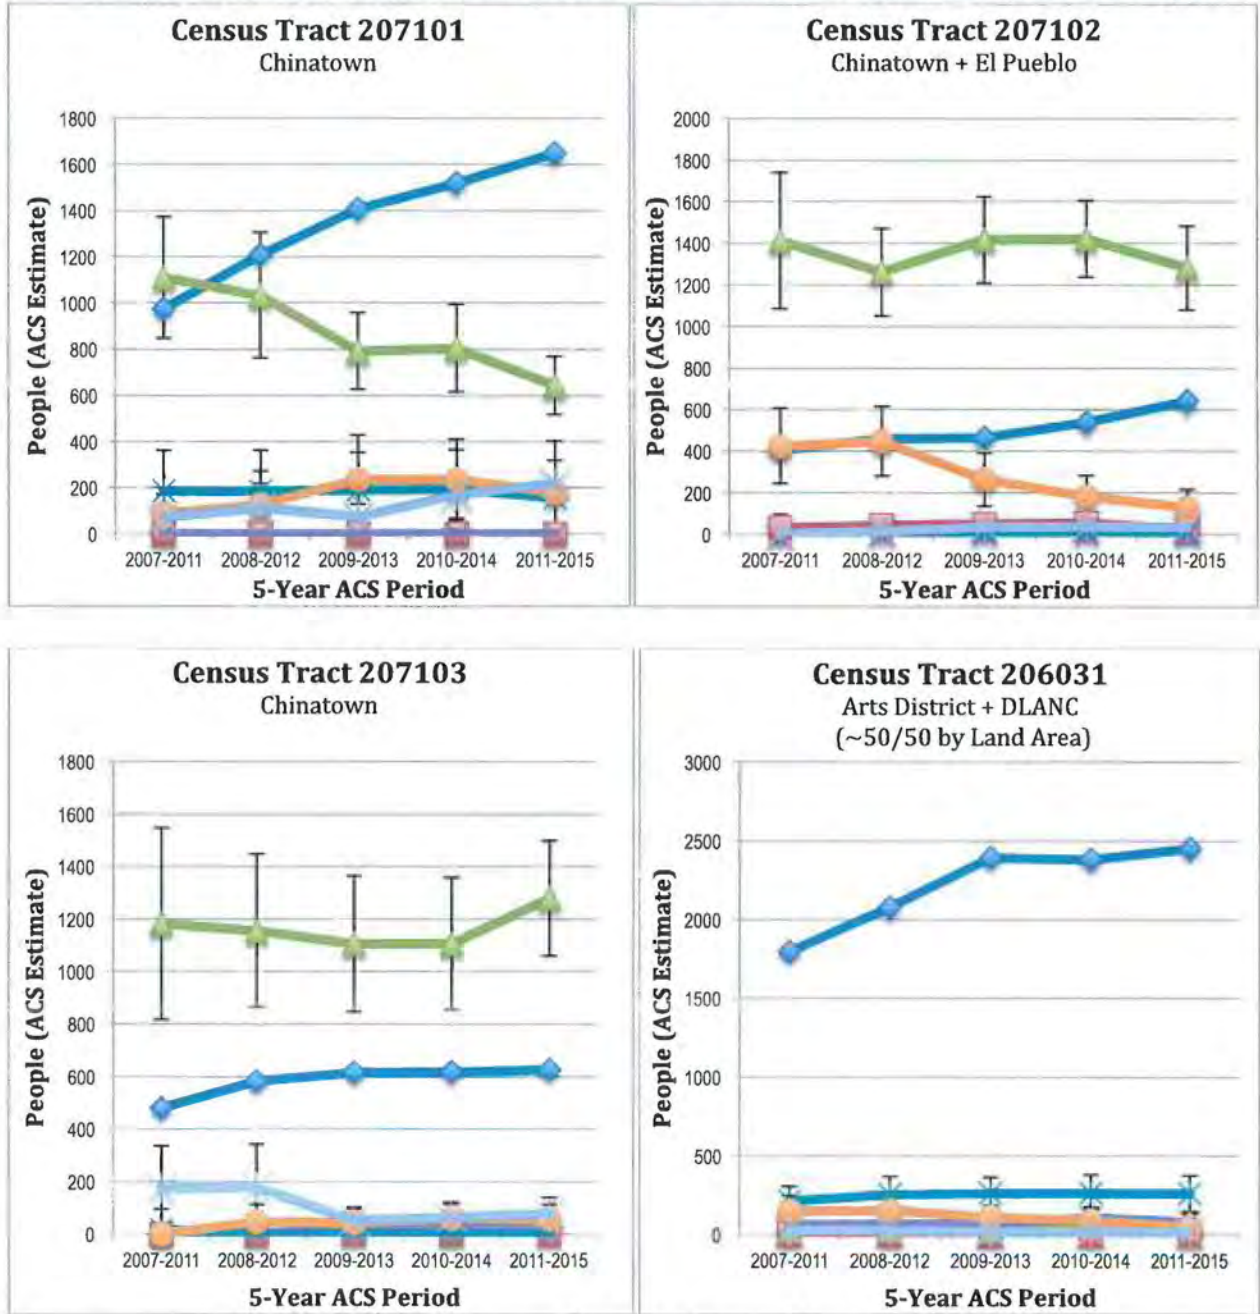 Census Tract 207101
Chinatown
People (ACS Estimate)
1800
1600
1400
1200
1000
800
600
400
200
0
2007-2011 2008-2012 2009-2013 2010-2014 2011-2015
5-Year ACS Period
Census Tract 207102
Chinatown + El Pueblo
People (ACS Estimate)
2000
1800
1600
1400
1200
1000
800
600
400
200
0
2007-2011 2008-2012 2009-2013 2010-2014 2011-2015
5-Year ACS Period
Census Tract 207103
Chinatown
People (ACS Estimate)
1800
1600
1400
1200
1000
800
600
400
200
0
2007-2011 2008-2012 2009-2013 2010-2014 2011-2015
5-Year ACS Period
Census Tract 206031
Arts District + DLANC
(~50/50 by Land Area)
People (ACS Estimate)
3000
2500
2000
1500
1000
500
0
2007-2011 2008-2012 2009-2013 2010-2014 2011-2015
5-Year ACS Period